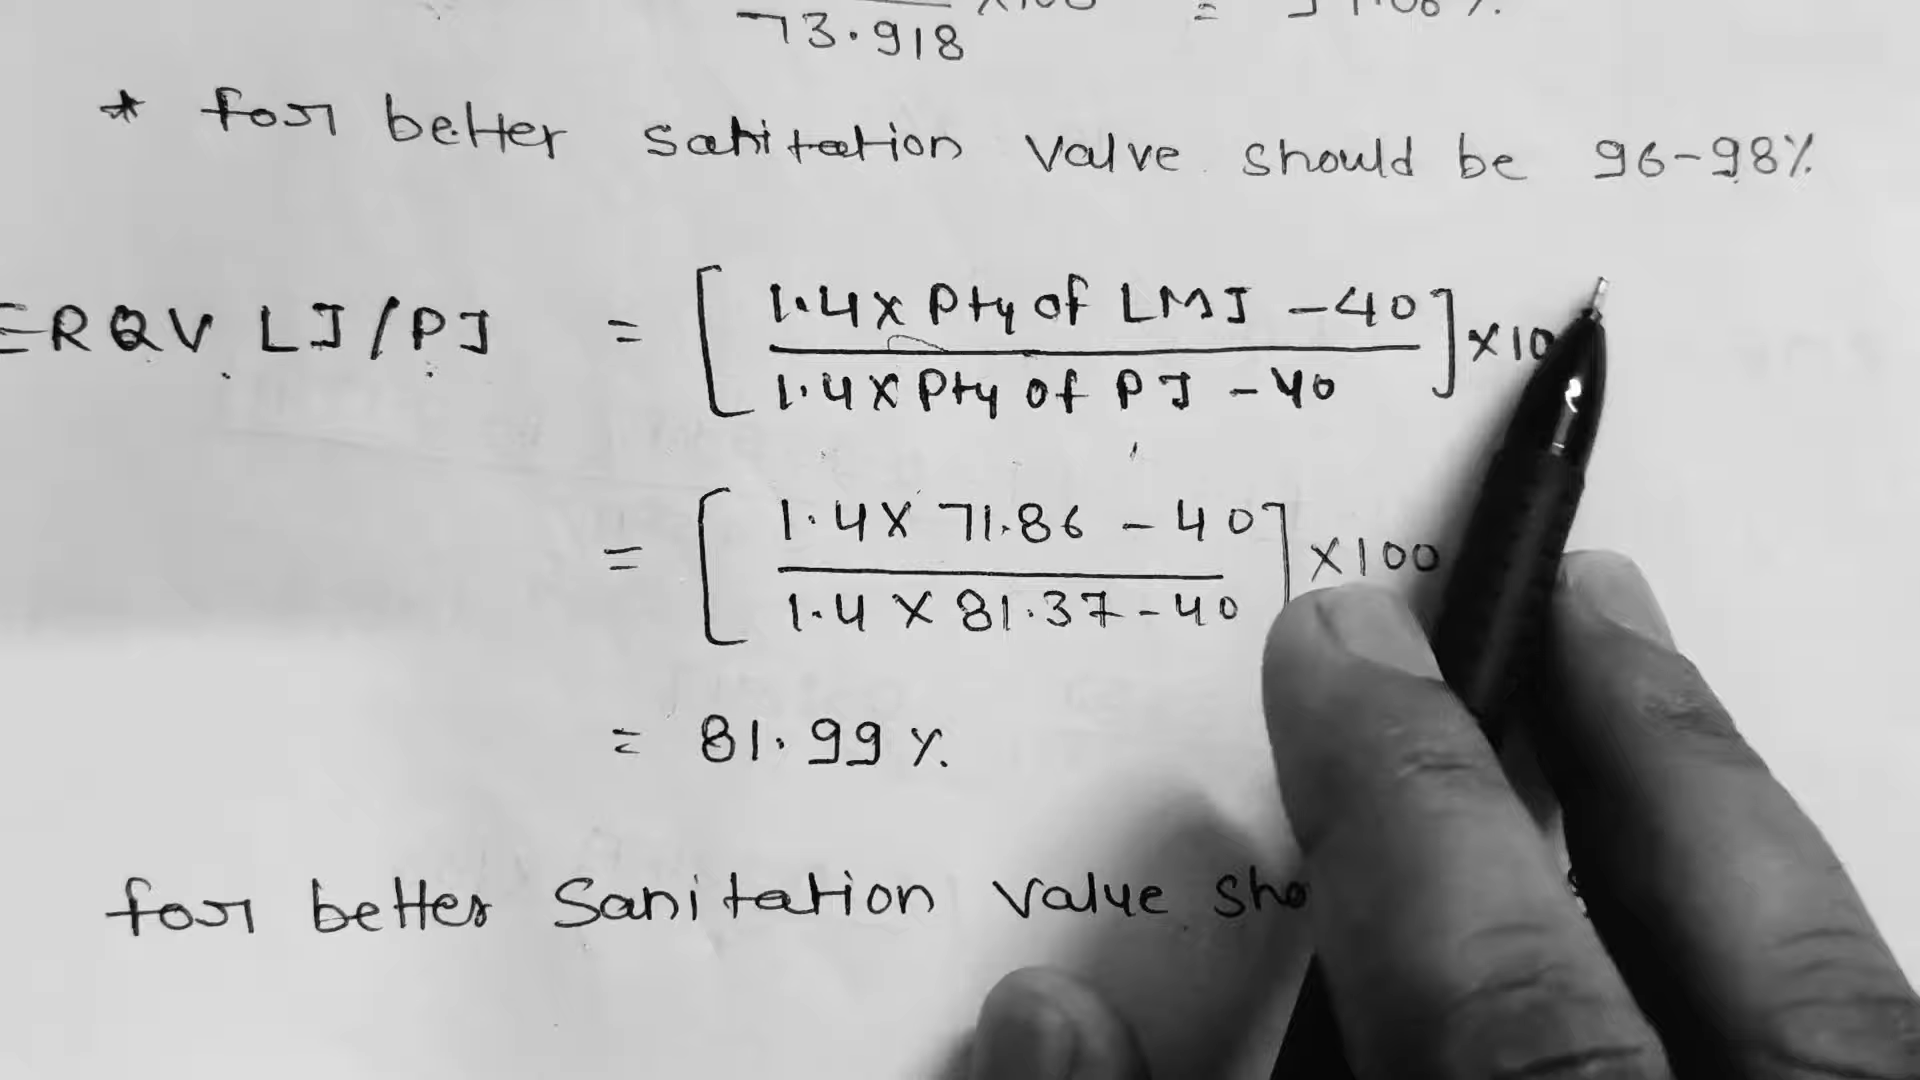 73.918
* for better sanitation valve should be 96-98%
ERQV LJ/PJ = [ 1.4 x Pty of LMJ - 40
1.4 x Pty of PJ - 40 ] x 10
= [ 1.4 x 71.86 - 40
1.4 x 81.37 - 40 ] x 100
= 81.99 %.
for better Sanitation value sho